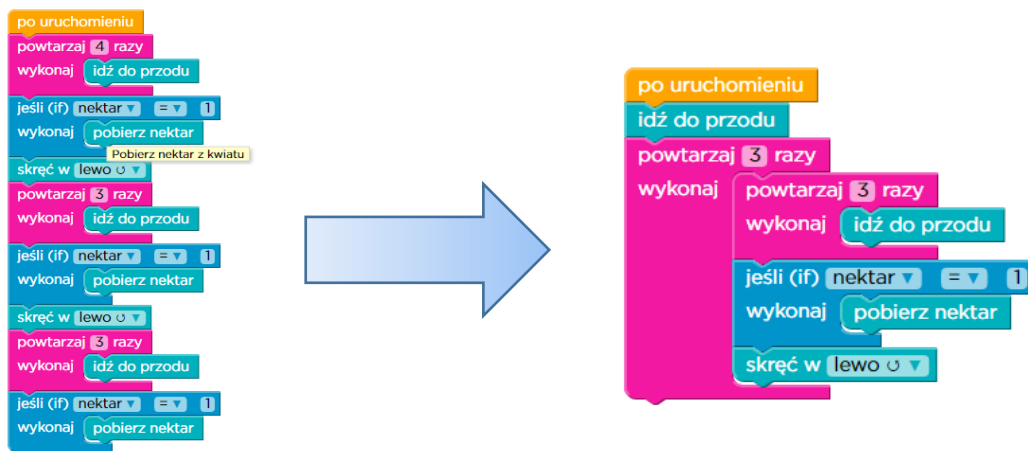 po uruchomieniu
powtarzaj 4 razy
wykonaj idź do przodu
jeśli (if) nektar = 1
wykonaj pobierz nektar
Pobierz nektar z kwiatu
skręć w lewo ↺
powtarzaj 3 razy
wykonaj idź do przodu
jeśli (if) nektar = 1
wykonaj pobierz nektar
skręć w lewo ↺
powtarzaj 3 razy
wykonaj idź do przodu
jeśli (if) nektar = 1
wykonaj pobierz nektar
po uruchomieniu
idź do przodu
powtarzaj 3 razy
wykonaj powtarzaj 3 razy
wykonaj idź do przodu
jeśli (if) nektar = 1
wykonaj pobierz nektar
skręć w lewo ↺